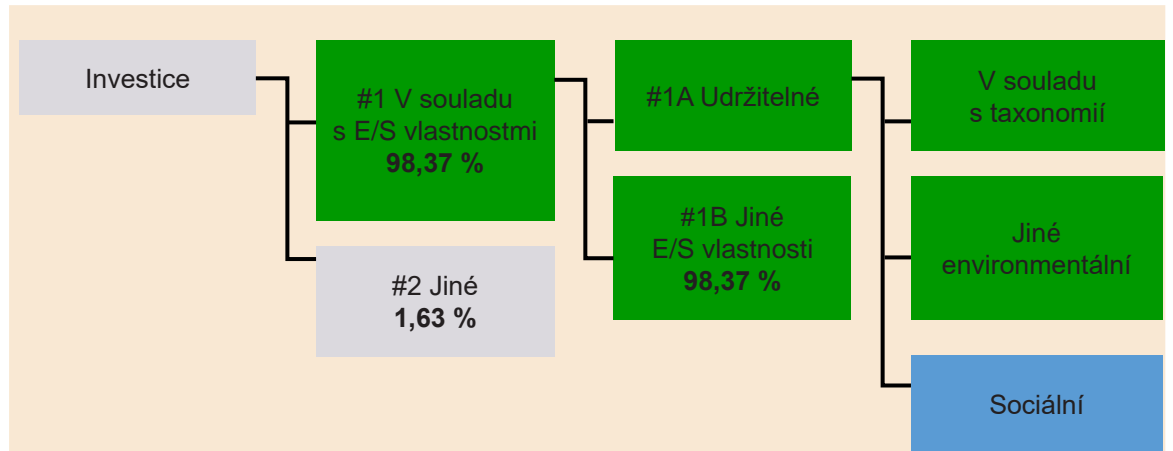 Investice
#1 V souladu
s E/S vlastnostmi
98,37 %
#2 Jiné
1,63 %
#1A Udržitelné
#1B Jiné
E/S vlastnosti
98,37 %
V souladu
s taxonomií
Jiné
environmentální
Sociální